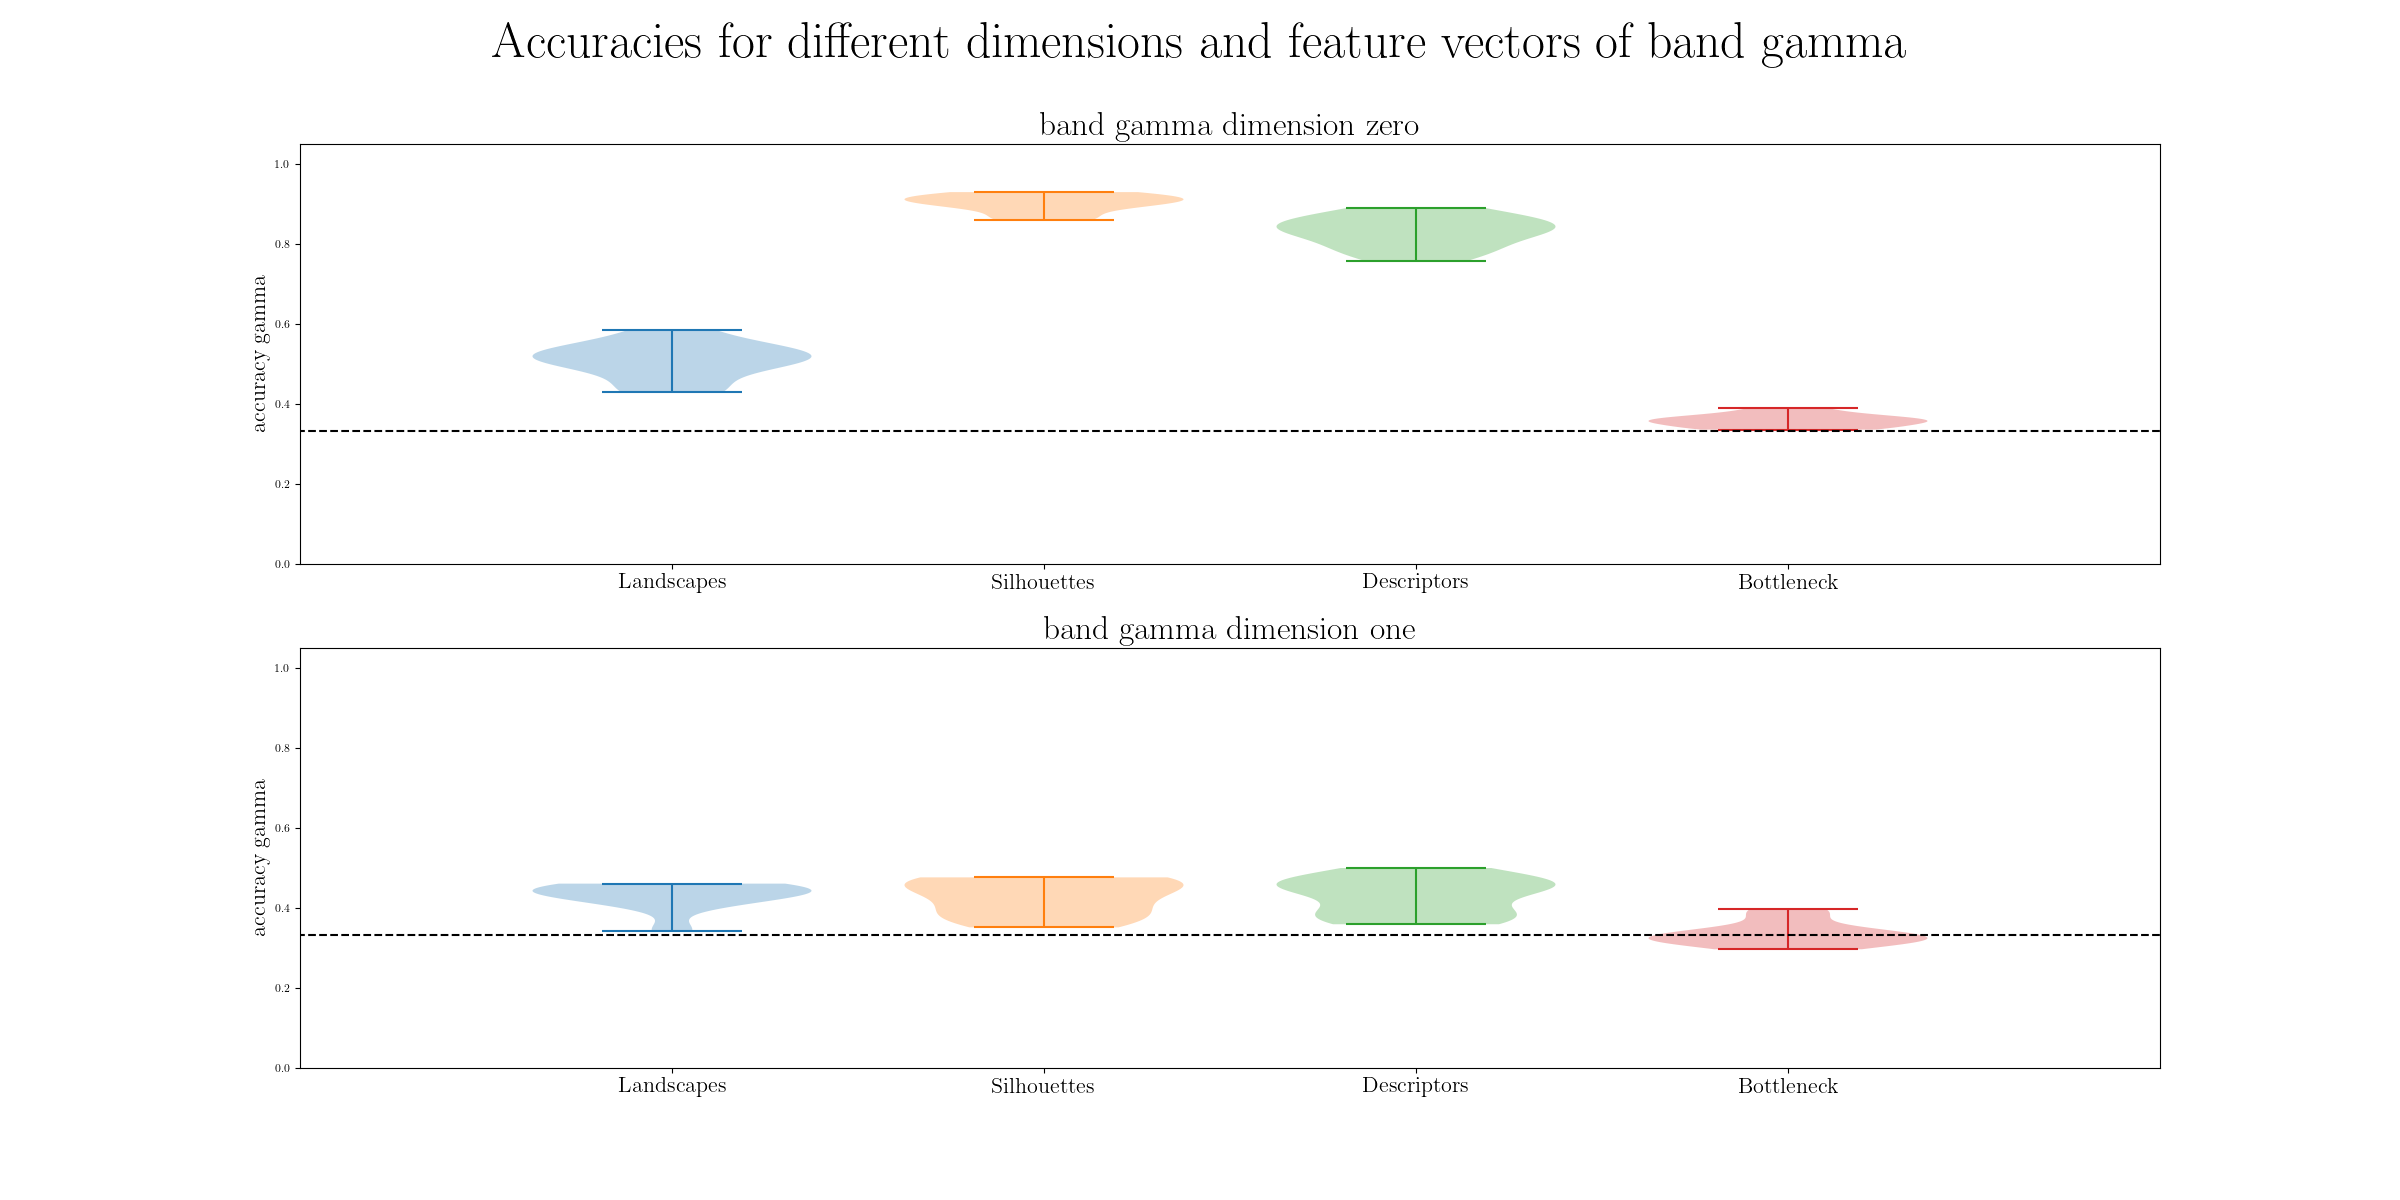 Accuracies for different dimensions and feature vectors of band gamma
band gamma dimension zero
accuracy gamma
1.0
0.8
0.6
0.4
0.2
0.0
Landscapes Silhouettes Descriptors Bottleneck
band gamma dimension one
accuracy gamma
1.0
0.8
0.6
0.4
0.2
0.0
Landscapes Silhouettes Descriptors Bottleneck